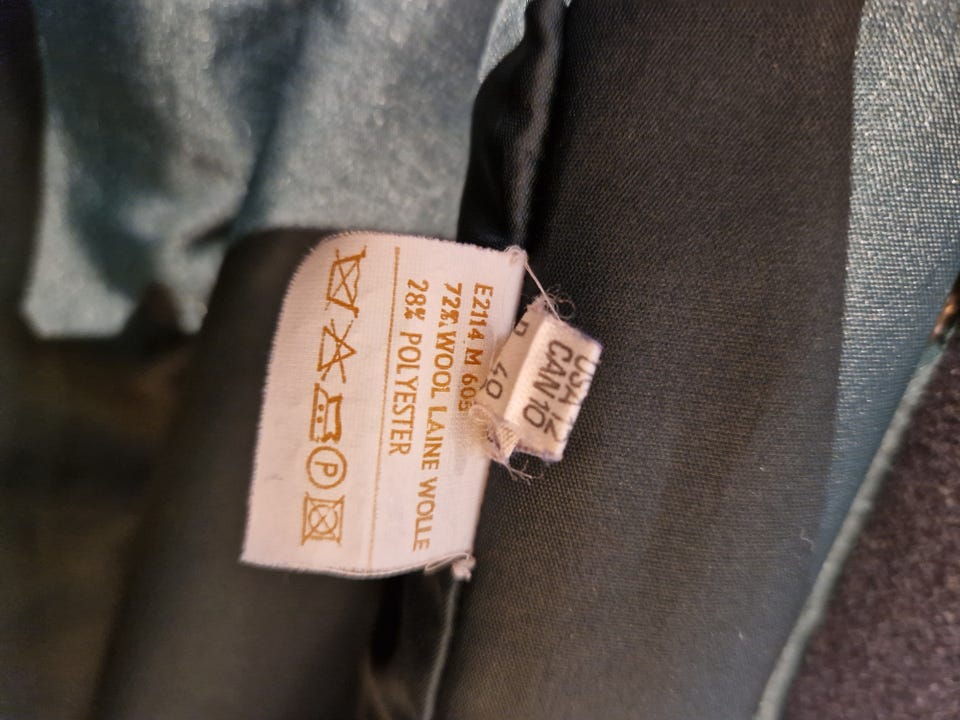 E2114 M 605
72% WOOL LAINE WOLLE
28% POLYESTER
P
USA 12
CAN 10
D 40